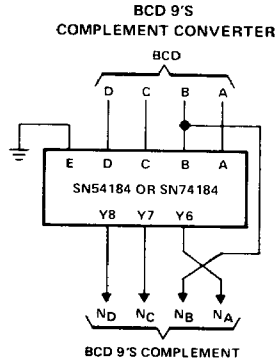 BCD 9'S
COMPLEMENT CONVERTER
BCD
D C B A
E D C B A
SN54184 OR SN74184
Y8 Y7 Y6
ND NC NB NA
BCD 9'S COMPLEMENT